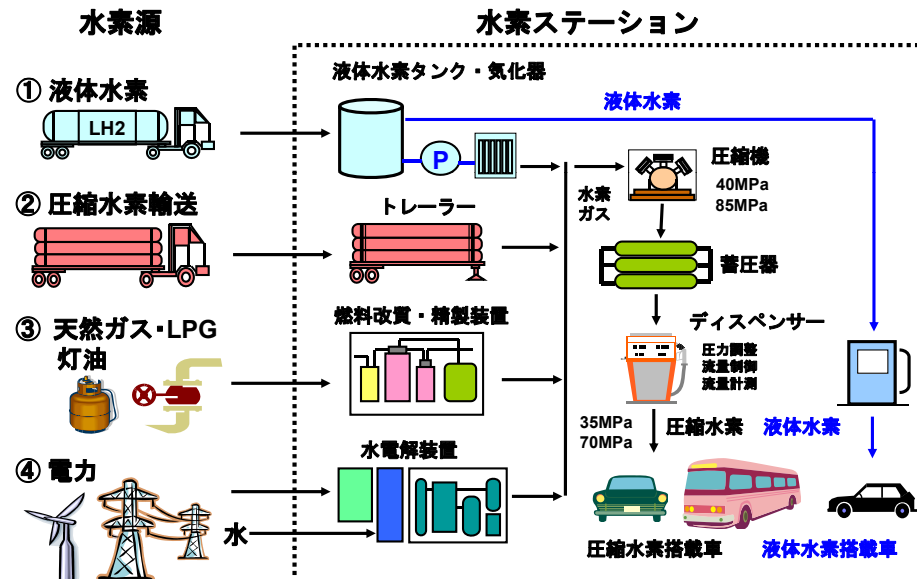 水素源
水素ステーション
液体水素タンク・気化器
① 液体水素
液体水素
LH2
P
圧縮機
40MPa
85MPa
水素
ガス
② 圧縮水素輸送
トレーラー
蓄圧器
③ 天然ガス・LPG
灯油
燃料改質・精製装置
ディスペンサー
圧力調整
流量制御
流量計測
35MPa
70MPa
圧縮水素
液体水素
④ 電力
水電解装置
水
圧縮水素搭載車
液体水素搭載車